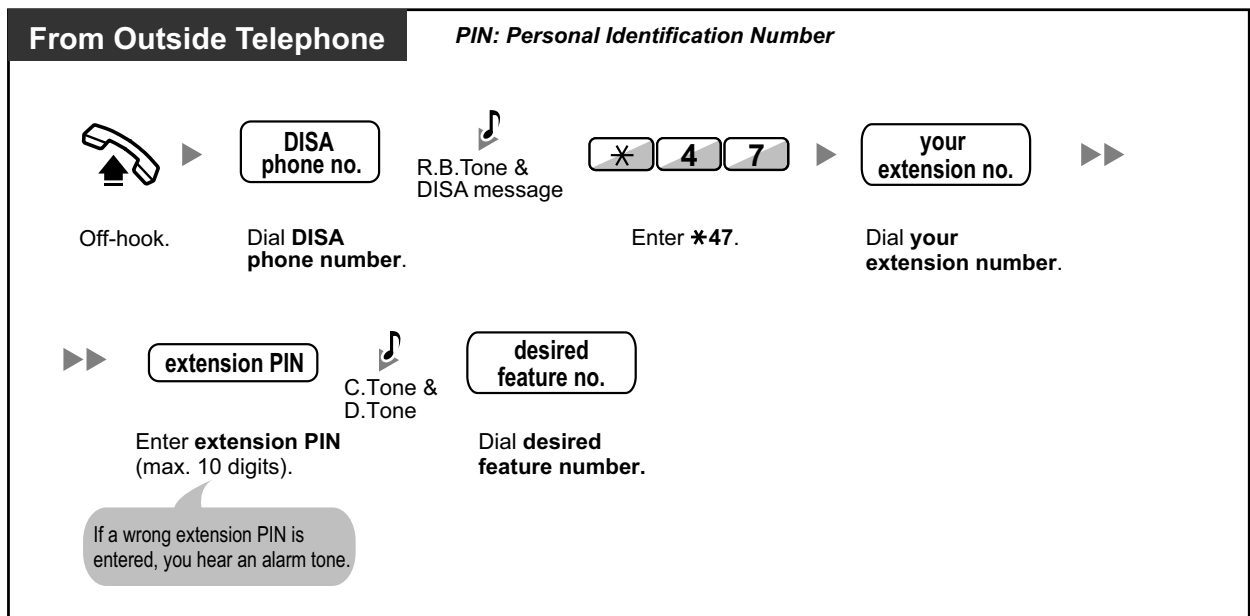 From Outside Telephone
PIN: Personal Identification Number
DISA
phone no.
R.B.Tone &
DISA message
* 4 7
your
extension no.
Off-hook.
Dial DISA
phone number.
Enter *47.
Dial your
extension number.
extension PIN
C.Tone &
D.Tone
desired
feature no.
Enter extension PIN
(max. 10 digits).
Dial desired
feature number.
If a wrong extension PIN is
entered, you hear an alarm tone.